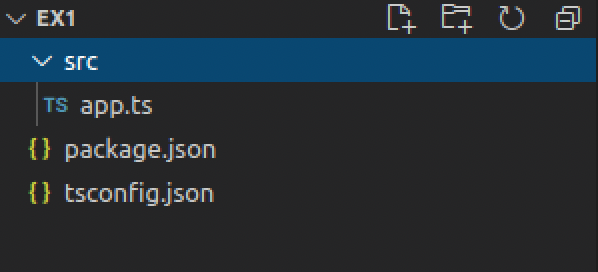 EX1
src
TS app.ts
{} package.json
{} tsconfig.json